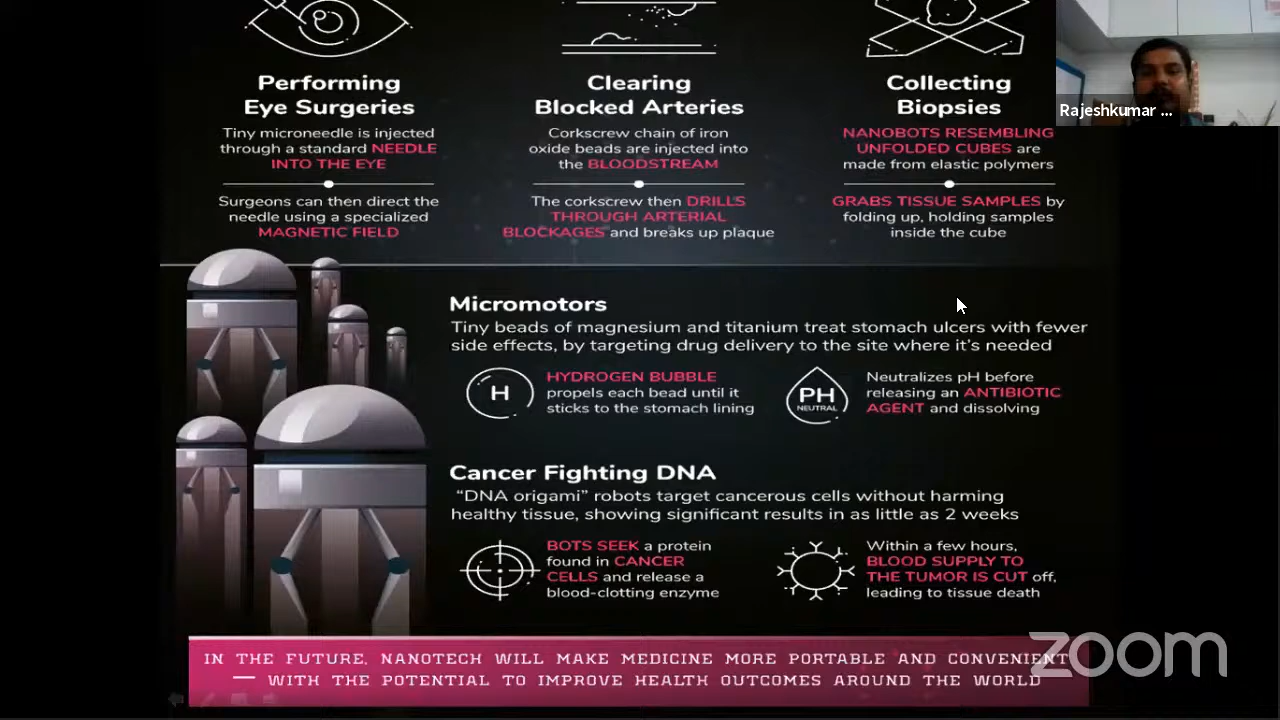 Performing
Eye Surgeries
Tiny microneedle is injected
through a standard NEEDLE
INTO THE EYE
Surgeons can then direct the
needle using a specialized
MAGNETIC FIELD
Clearing
Blocked Arteries
Corkscrew chain of iron
oxide beads are injected into
the BLOODSTREAM
The corkscrew then DRILLS
THROUGH ARTERIAL
BLOCKAGES and breaks up plaque
Collecting
Biopsies
NANOBOTS RESEMBLING
UNFOLDED CUBES are
made from elastic polymers
GRABS TISSUE SAMPLES by
folding up, holding samples
inside the cube
Rajeshkumar ...
Micromotors
Tiny beads of magnesium and titanium treat stomach ulcers with fewer
side effects, by targeting drug delivery to the site where it's needed
H
HYDROGEN BUBBLE
propels each bead until it
sticks to the stomach lining
PH
NEUTRAL
Neutralizes pH before
releasing an ANTIBIOTIC
AGENT and dissolving
Cancer Fighting DNA
“DNA origami” robots target cancerous cells without harming
healthy tissue, showing significant results in as little as 2 weeks
BOTS SEEK a protein
found in CANCER
CELLS and release a
blood-clotting enzyme
Within a few hours,
BLOOD SUPPLY TO
THE TUMOR IS CUT off,
leading to tissue death
IN THE FUTURE, NANOTECH WILL MAKE MEDICINE MORE PORTABLE AND CONVENIENT
— WITH THE POTENTIAL TO IMPROVE HEALTH OUTCOMES AROUND THE WORLD
zoom